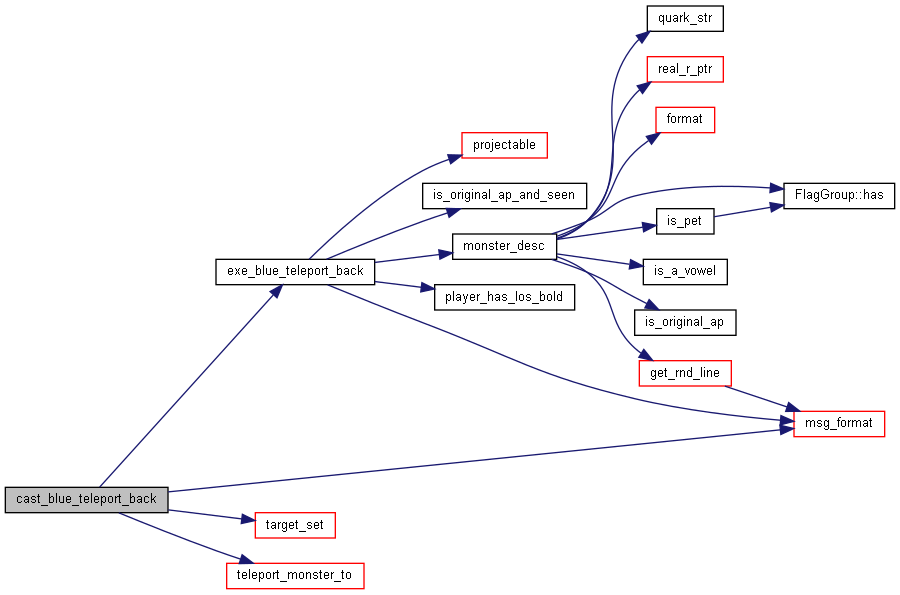 quark_str
real_r_ptr
format
projectable
is_original_ap_and_seen
FlagGroup::has
is_pet
monster_desc
exe_blue_teleport_back
is_a_vowel
player_has_los_bold
is_original_ap
get_rnd_line
msg_format
cast_blue_teleport_back
target_set
teleport_monster_to